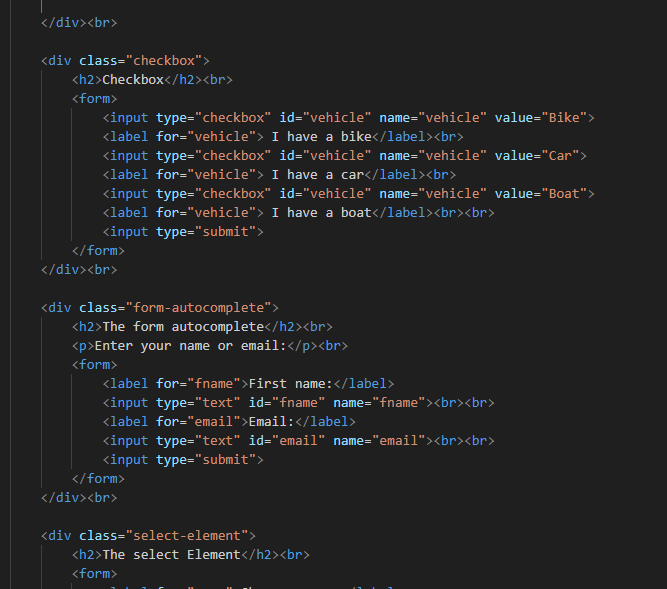 </div><br>
<div class="checkbox">
<h2>Checkbox</h2><br>
<form>
<input type="checkbox" id="vehicle" name="vehicle" value="Bike">
<label for="vehicle"> I have a bike</label><br>
<input type="checkbox" id="vehicle" name="vehicle" value="Car">
<label for="vehicle"> I have a car</label><br>
<input type="checkbox" id="vehicle" name="vehicle" value="Boat">
<label for="vehicle"> I have a boat</label><br><br>
<input type="submit">
</form>
</div><br>
<div class="form-autocomplete">
<h2>The form autocomplete</h2><br>
<p>Enter your name or email:</p><br>
<form>
<label for="fname">First name:</label>
<input type="text" id="fname" name="fname"><br><br>
<label for="email">Email:</label>
<input type="text" id="email" name="email"><br><br>
<input type="submit">
</form>
</div><br>
<div class="select-element">
<h2>The select Element</h2><br>
<form>